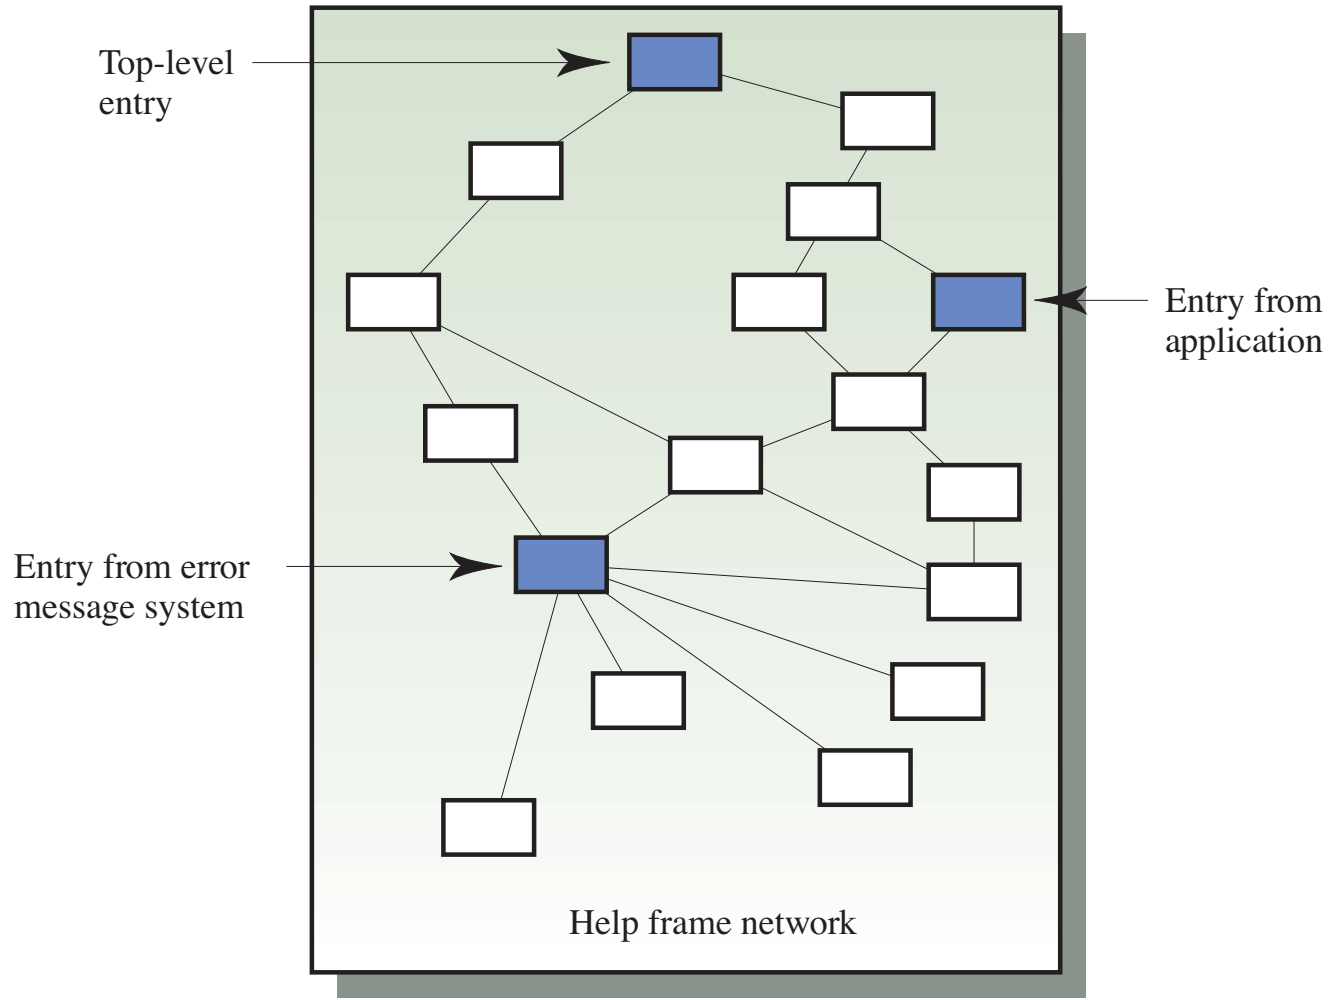 Top-level
entry
Entry from
application
Entry from error
message system
Help frame network